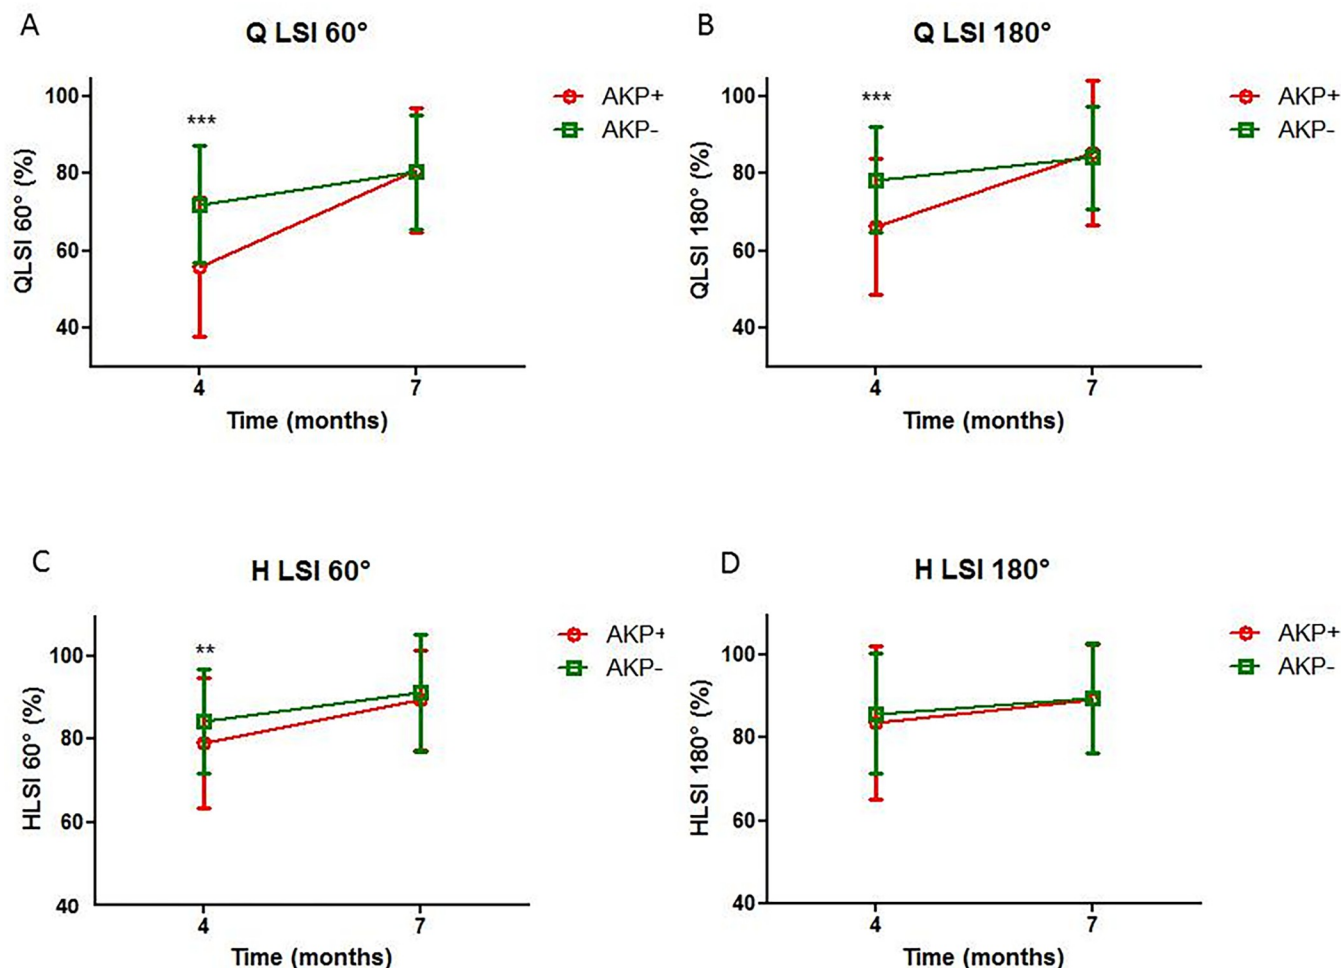 A
Q LSI 60°
B
Q LSI 180°
QLSI 60° (%)
100
80
60
40
***
AKP+
AKP-
4
7
Time (months)
QLSI 180° (%)
100
80
60
40
***
AKP+
AKP-
4
7
Time (months)
C
H LSI 60°
D
H LSI 180°
HLSI 60° (%)
100
80
60
40
**
AKP+
AKP-
4
7
Time (months)
HLSI 180° (%)
100
80
60
40
AKP+
AKP-
4
7
Time (months)